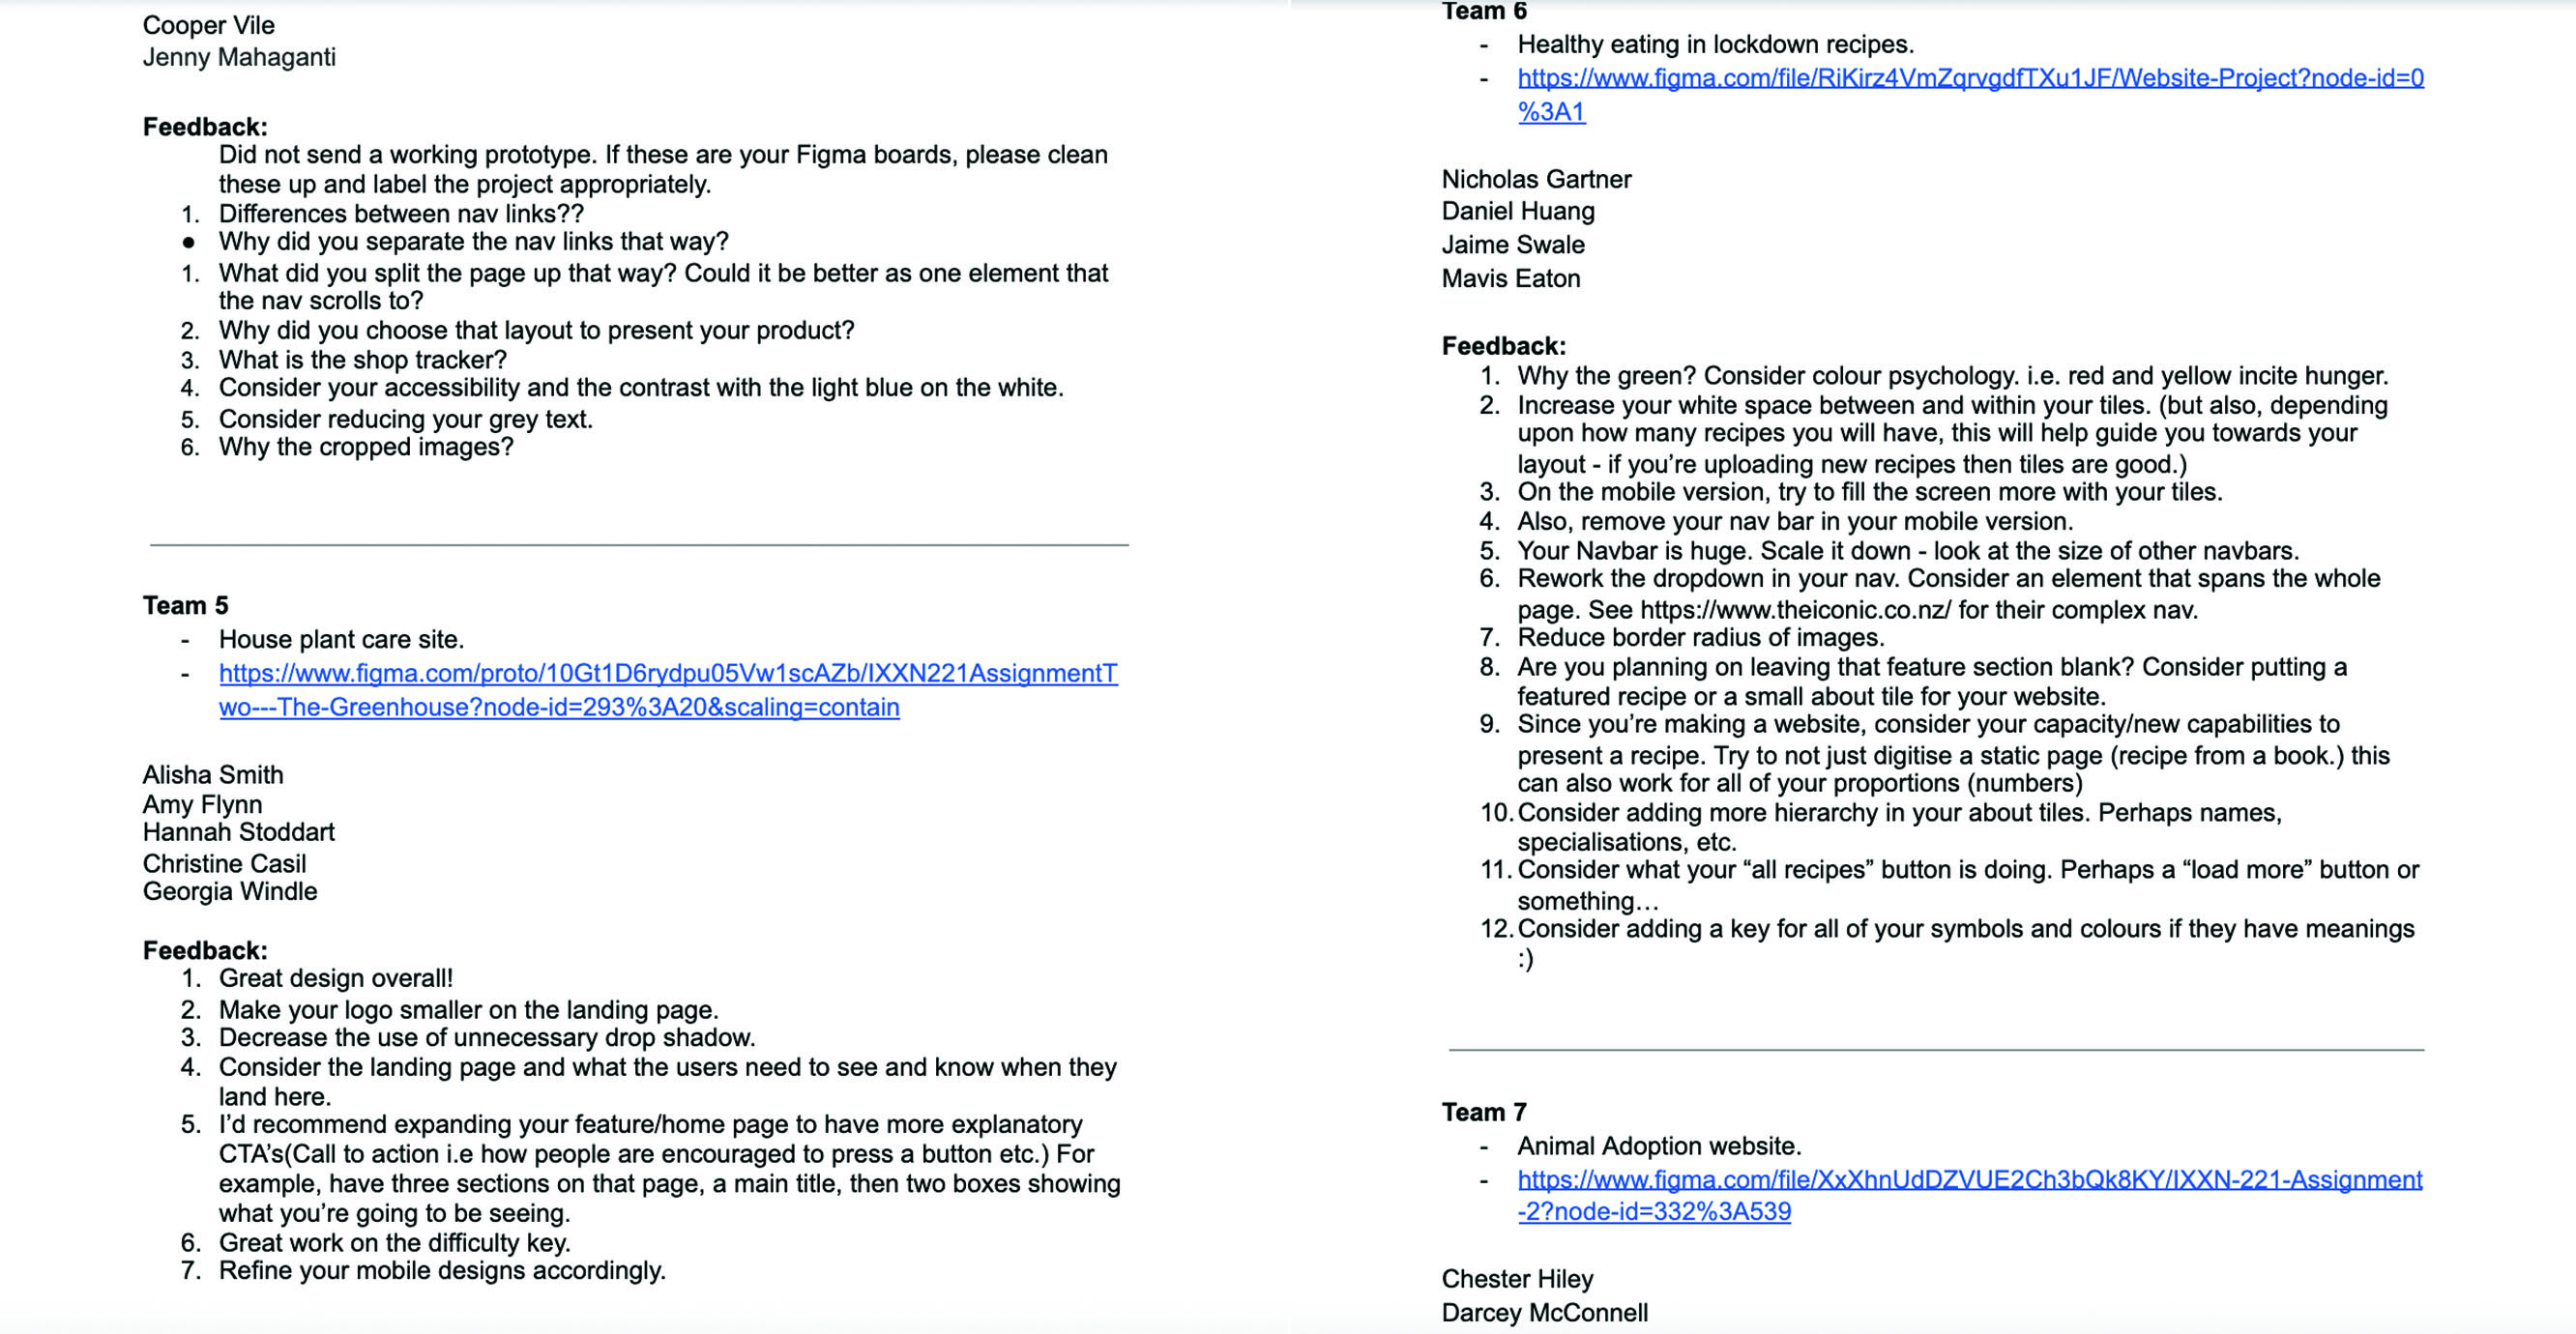 Cooper Vile
Jenny Mahaganti
Feedback:
Did not send a working prototype. If these are your Figma boards, please clean
these up and label the project appropriately.
1. Differences between nav links??
● Why did you separate the nav links that way?
1. What did you split the page up that way? Could it be better as one element that
the nav scrolls to?
2. Why did you choose that layout to present your product?
3. What is the shop tracker?
4. Consider your accessibility and the contrast with the light blue on the white.
5. Consider reducing your grey text.
6. Why the cropped images?
Team 5
- House plant care site.
- https://www.figma.com/proto/10Gt1D6rydpu05Vw1scAZb/IXXN221AssignmentT
wo---The-Greenhouse?node-id=293%3A20&scaling=contain
Alisha Smith
Amy Flynn
Hannah Stoddart
Christine Casil
Georgia Windle
Feedback:
1. Great design overall!
2. Make your logo smaller on the landing page.
3. Decrease the use of unnecessary drop shadow.
4. Consider the landing page and what the users need to see and know when they
land here.
5. I’d recommend expanding your feature/home page to have more explanatory
CTA’s(Call to action i.e how people are encouraged to press a button etc.) For
example, have three sections on that page, a main title, then two boxes showing
what you’re going to be seeing.
6. Great work on the difficulty key.
7. Refine your mobile designs accordingly.
Team 6
- Healthy eating in lockdown recipes.
- https://www.figma.com/file/RiKirz4VmZqrvgdfTXu1JF/Website-Project?node-id=0
%3A1
Nicholas Gartner
Daniel Huang
Jaime Swale
Mavis Eaton
Feedback:
1. Why the green? Consider colour psychology. i.e. red and yellow incite hunger.
2. Increase your white space between and within your tiles. (but also, depending
upon how many recipes you will have, this will help guide you towards your
layout - if you’re uploading new recipes then tiles are good.)
3. On the mobile version, try to fill the screen more with your tiles.
4. Also, remove your nav bar in your mobile version.
5. Your Navbar is huge. Scale it down - look at the size of other navbars.
6. Rework the dropdown in your nav. Consider an element that spans the whole
page. See https://www.theiconic.co.nz/ for their complex nav.
7. Reduce border radius of images.
8. Are you planning on leaving that feature section blank? Consider putting a
featured recipe or a small about tile for your website.
9. Since you’re making a website, consider your capacity/new capabilities to
present a recipe. Try to not just digitise a static page (recipe from a book.) this
can also work for all of your proportions (numbers)
10. Consider adding more hierarchy in your about tiles. Perhaps names,
specialisations, etc.
11. Consider what your “all recipes” button is doing. Perhaps a “load more” button or
something…
12. Consider adding a key for all of your symbols and colours if they have meanings
:)
Team 7
- Animal Adoption website.
- https://www.figma.com/file/XxXhnUdDZVUE2Ch3bQk8KY/IXXN-221-Assignment
-2?node-id=332%3A539
Chester Hiley
Darcey McConnell